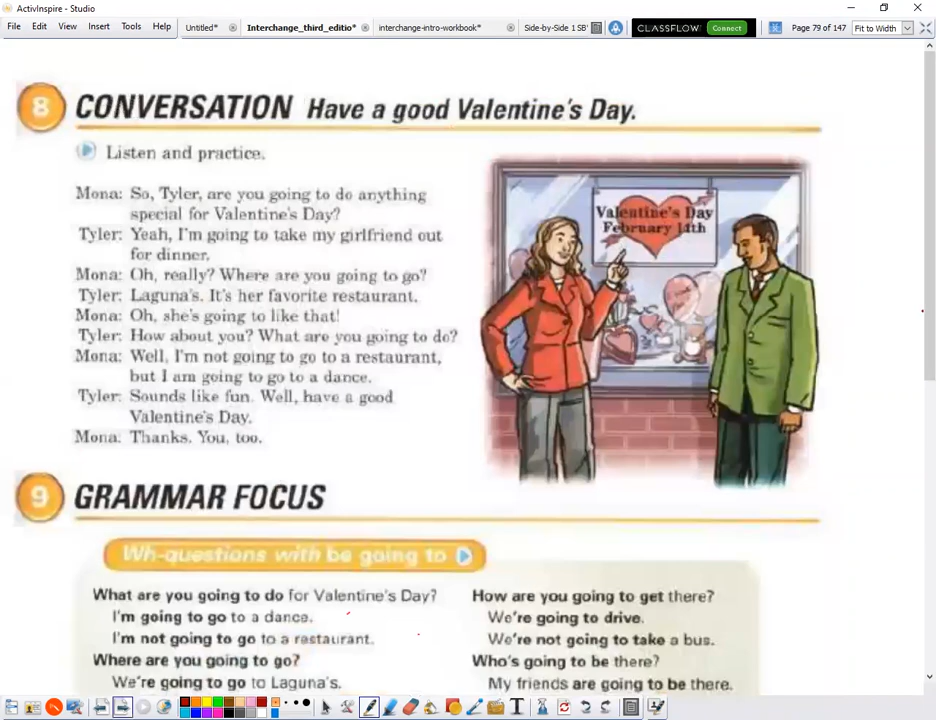 ActivInspire - Studio
File Edit View Insert Tools Help
Untitled* Interchange_third_editio* interchange-intro-workbook* Side-by-Side 1 SB' CLASSFLOW Connect Page 79 of 147 Fit to Width
8 CONVERSATION Have a good Valentine's Day.
Listen and practice.
Mona: So, Tyler, are you going to do anything
special for Valentine's Day?
Tyler: Yeah, I'm going to take my girlfriend out
for dinner.
Mona: Oh, really? Where are you going to go?
Tyler: Laguna's. It's her favorite restaurant.
Mona: Oh, she's going to like that!
Tyler: How about you? What are you going to do?
Mona: Well, I'm not going to go to a restaurant,
but I am going to go to a dance.
Tyler: Sounds like fun. Well, have a good
Valentine's Day.
Mona: Thanks. You, too.
Valentine's Day
February 14th
9 GRAMMAR FOCUS
Wh-questions with be going to
What are you going to do for Valentine's Day?
I'm going to go to a dance.
I'm not going to go to a restaurant.
Where are you going to go?
We're going to go to Laguna's.
How are you going to get there?
We're going to drive.
We're not going to take a bus.
Who's going to be there?
My friends are going to be there.